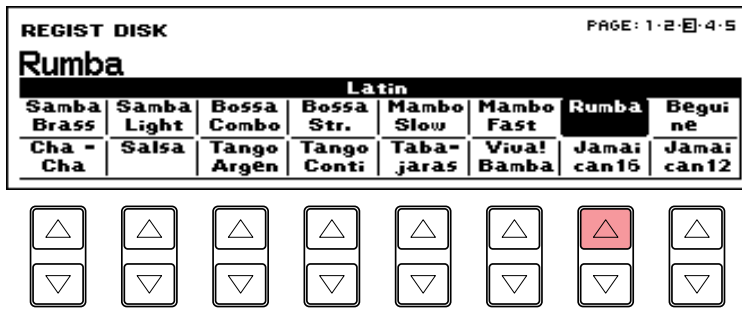 REGIST DISK PAGE: 1·2·3·4·5
Rumba
Latin
Samba Samba Bossa Bossa Mambo Mambo Rumba Begui
Brass Light Combo Str. Slow Fast ne
Cha - Salsa Tango Tango Taba- Viva! Jamai Jamai
Cha Argen Conti jaras Bamba can16 can12